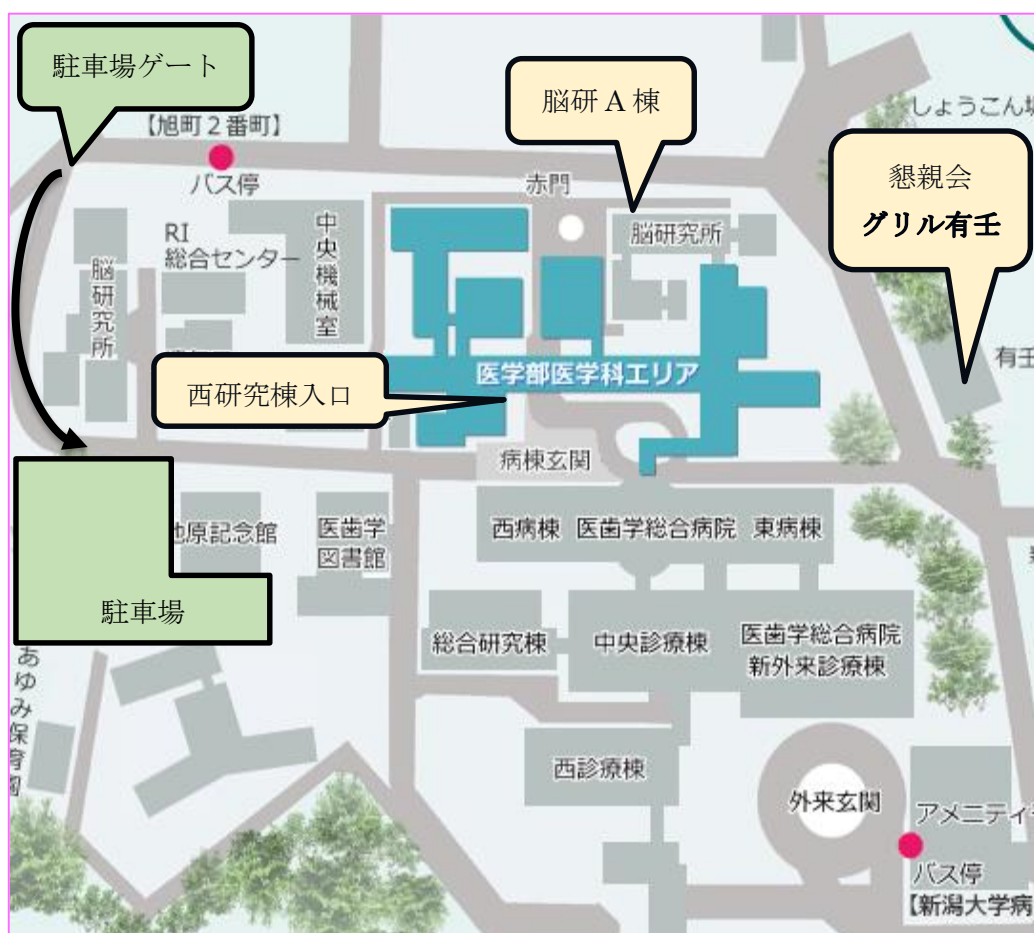 駐車場ゲート
脳研A棟
【旭町２番町】
バス停
しょうこん
懇親会
グリル有壬
赤門
RI
総合センター
中央機械室
脳研究所
脳研究所
医学部医学科エリア
有壬
西研究棟入口
病棟玄関
池原記念館
医歯学
図書館
西病棟
医歯学総合病院
東病棟
駐車場
総合研究棟
中央診療棟
医歯学総合病院
新外来診療棟
あゆみ保育園
西診療棟
外来玄関
アメニティ
バス停
【新潟大学病